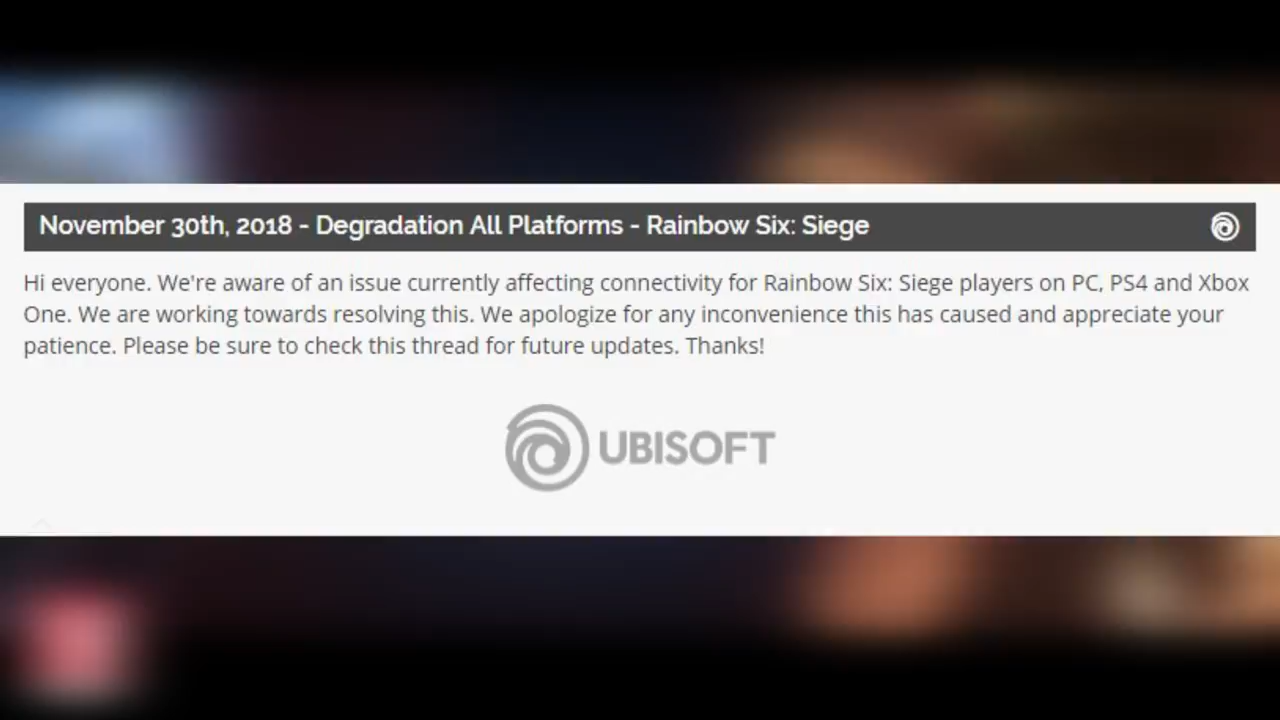 November 30th, 2018 - Degradation All Platforms - Rainbow Six: Siege
Hi everyone. We're aware of an issue currently affecting connectivity for Rainbow Six: Siege players on PC, PS4 and Xbox
One. We are working towards resolving this. We apologize for any inconvenience this has caused and appreciate your
patience. Please be sure to check this thread for future updates. Thanks!
UBISOFT